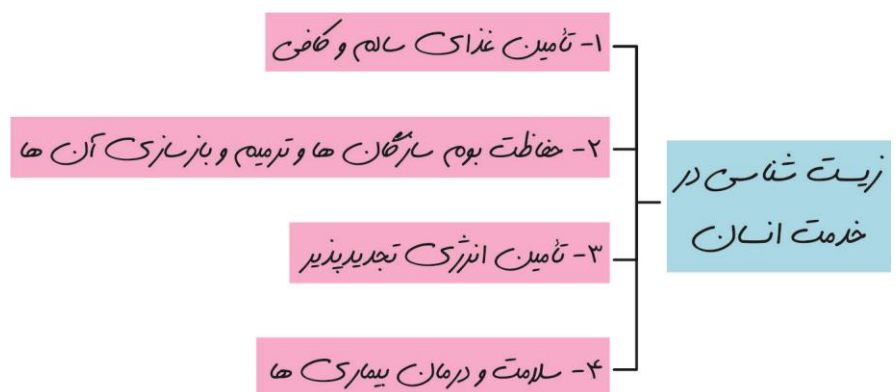 زیست شناسی در
خدمت انسان
۱- تأمین غذای سالم و کافی
۲- حفاظت بوم سازگان ها و ترمیم و بازسازی آن ها
۳- تأمین انرژی تجدیدپذیر
۴- سلامت و درمان بیماری ها